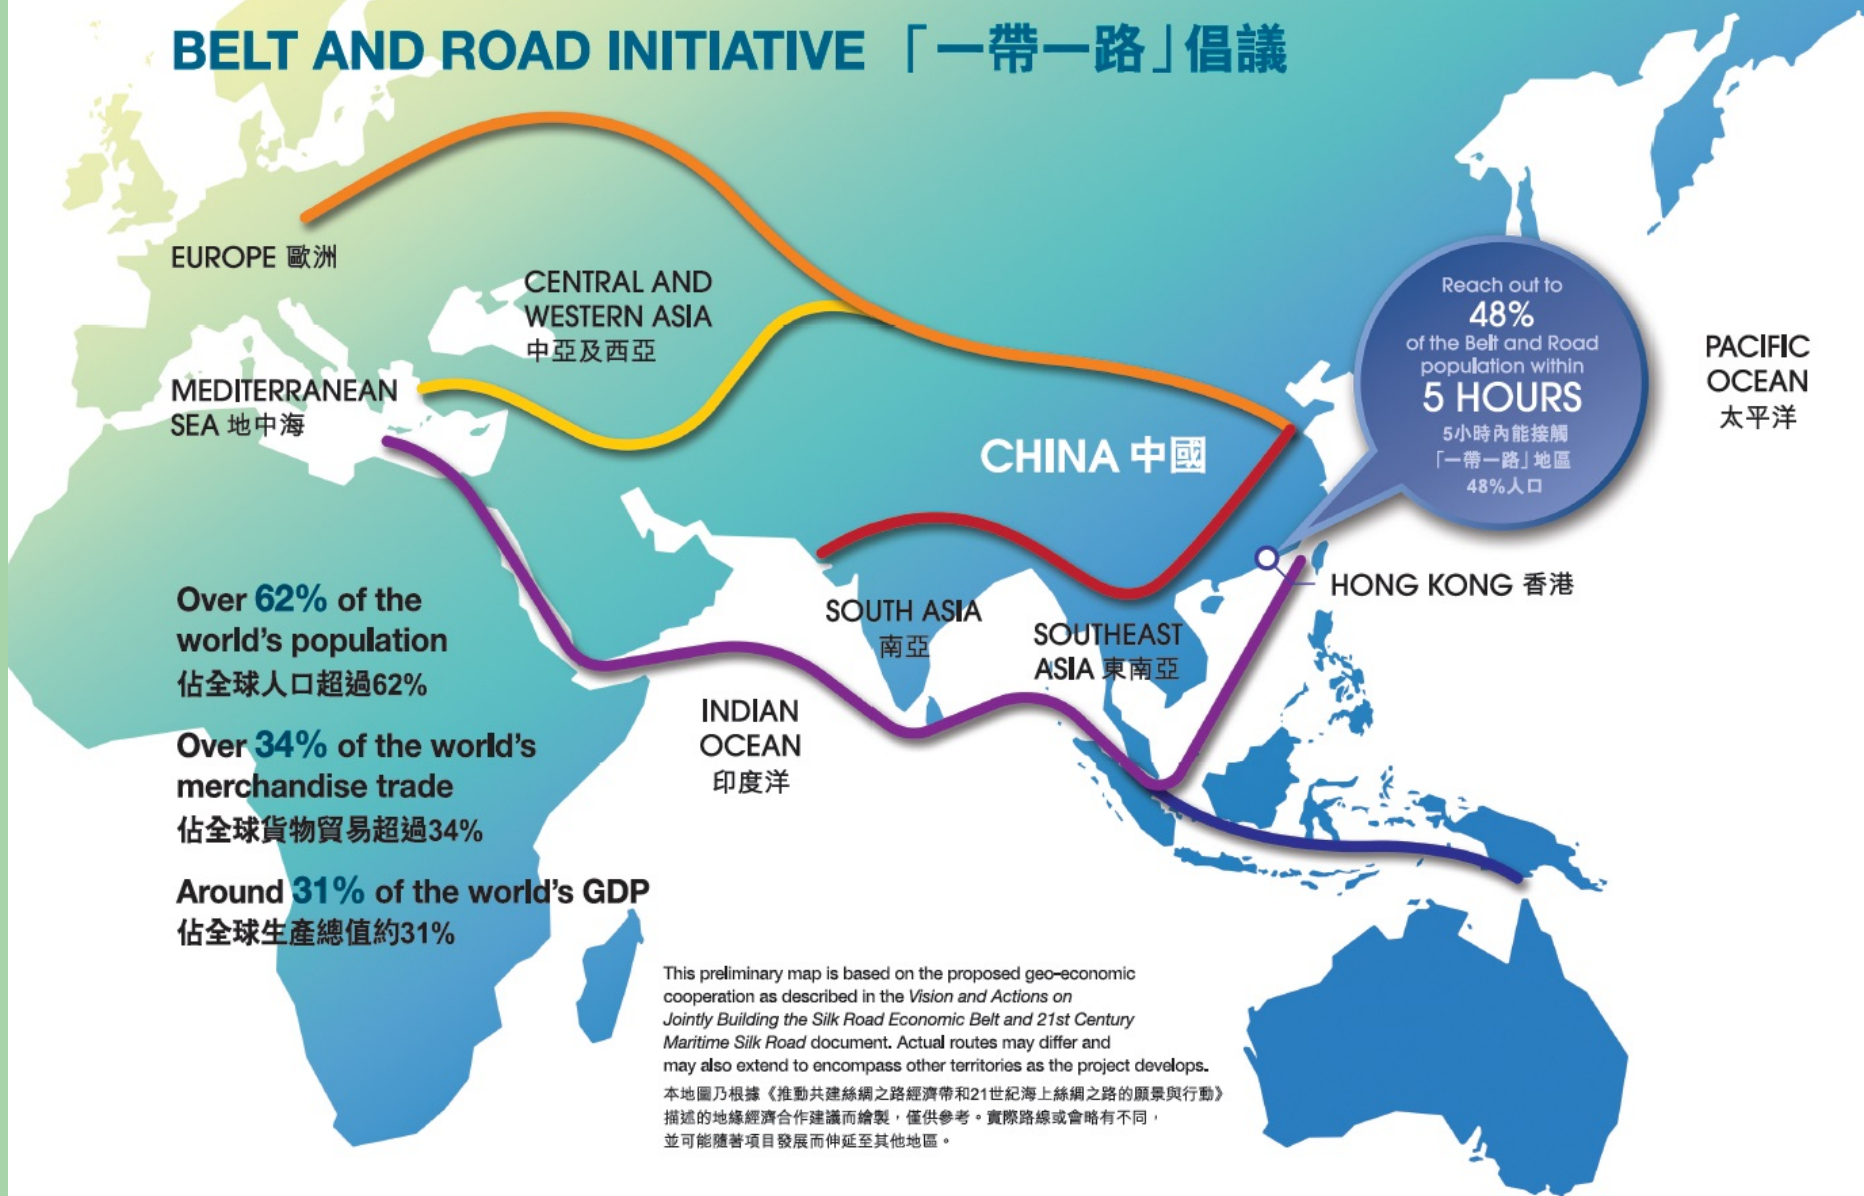 BELT AND ROAD INITIATIVE 「一帶一路」倡議
EUROPE 歐洲
CENTRAL AND
WESTERN ASIA
中亞及西亞
MEDITERRANEAN
SEA 地中海
CHINA 中國
Reach out to
48%
of the Belt and Road
population within
5 HOURS
5小時內能接觸
「一帶一路」地區
48%人口
PACIFIC
OCEAN
太平洋
HONG KONG 香港
SOUTH ASIA
南亞
SOUTHEAST
ASIA 東南亞
INDIAN
OCEAN
印度洋
Over 62% of the
world's population
佔全球人口超過62%
Over 34% of the world's
merchandise trade
佔全球貨物貿易超過34%
Around 31% of the world's GDP
佔全球生產總值約31%
This preliminary map is based on the proposed geo-economic
cooperation as described in the Vision and Actions on
Jointly Building the Silk Road Economic Belt and 21st Century
Maritime Silk Road document. Actual routes may differ and
may also extend to encompass other territories as the project develops.
本地圖乃根據《推動共建絲綢之路經濟帶和21世紀海上絲綢之路的願景與行動》
描述的地緣經濟合作建議而繪製，僅供參考。實際路線或會略有不同，
並可能隨著項目發展而伸延至其他地區。